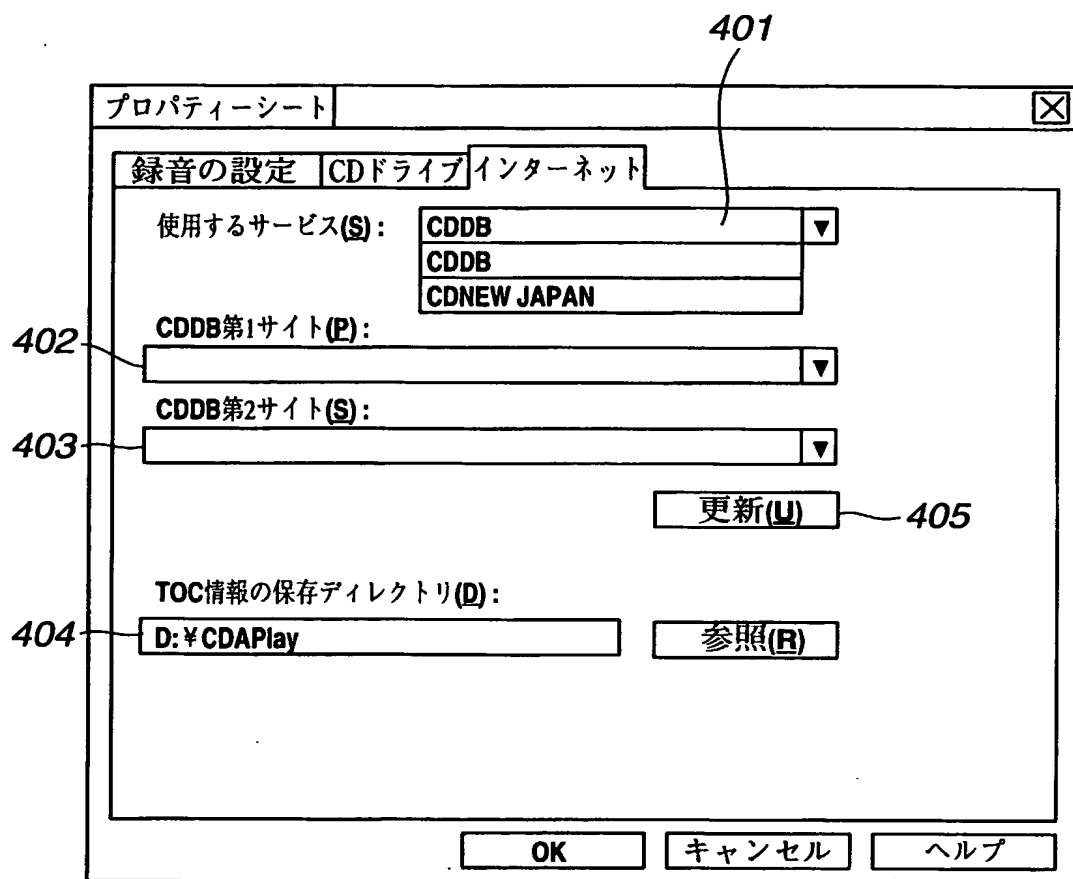 401
プロパティーシート
録音の設定 CDドライブ インターネット
使用するサービス(S): CDDB ▼
CDDB
CDNEW JAPAN
CDDB第1サイト(P):
402
▼
CDDB第2サイト(S):
403
▼
更新(U) 405
TOC情報の保存ディレクトリ(D):
404 D:¥CDAPlay 参照(R)
OK キャンセル ヘルプ